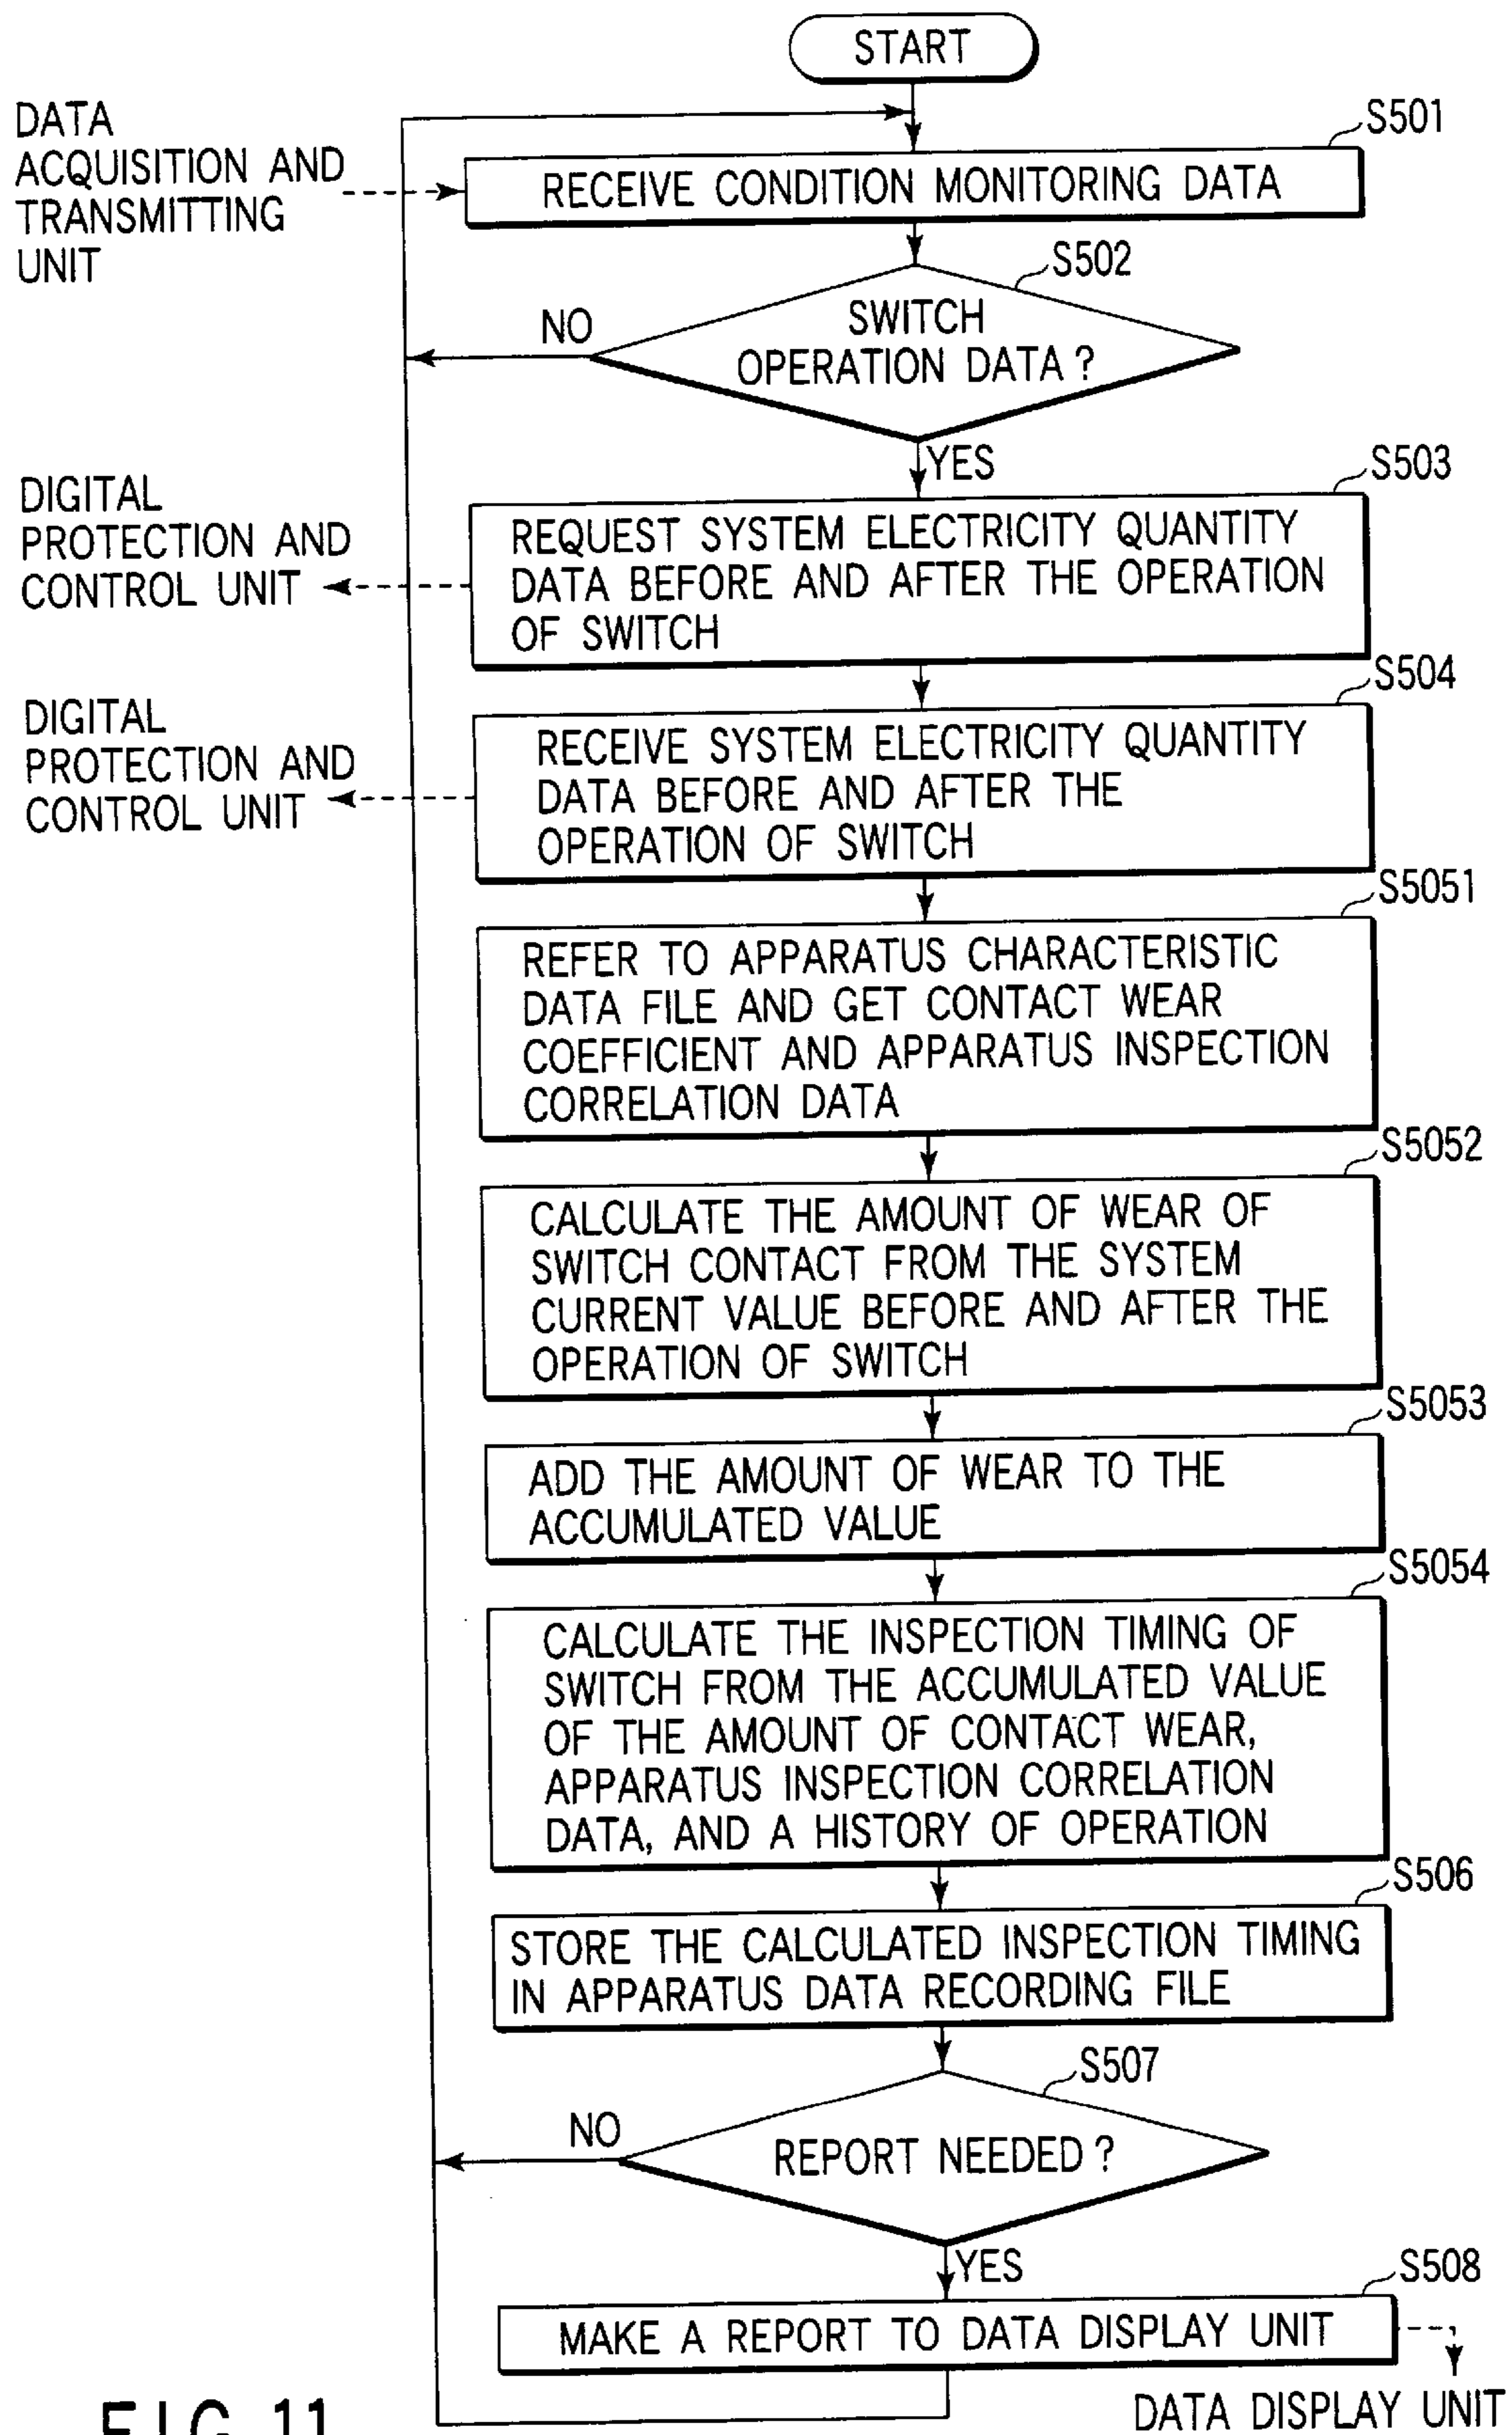 START
DATA
ACQUISITION AND
TRANSMITTING
UNIT
S501
RECEIVE CONDITION MONITORING DATA
S502
SWITCH
OPERATION DATA?
NO
YES
DIGITAL
PROTECTION AND
CONTROL UNIT
S503
REQUEST SYSTEM ELECTRICITY QUANTITY
DATA BEFORE AND AFTER THE OPERATION
OF SWITCH
DIGITAL
PROTECTION AND
CONTROL UNIT
S504
RECEIVE SYSTEM ELECTRICITY QUANTITY
DATA BEFORE AND AFTER THE
OPERATION OF SWITCH
S5051
REFER TO APPARATUS CHARACTERISTIC
DATA FILE AND GET CONTACT WEAR
COEFFICIENT AND APPARATUS INSPECTION
CORRELATION DATA
S5052
CALCULATE THE AMOUNT OF WEAR OF
SWITCH CONTACT FROM THE SYSTEM
CURRENT VALUE BEFORE AND AFTER THE
OPERATION OF SWITCH
S5053
ADD THE AMOUNT OF WEAR TO THE
ACCUMULATED VALUE
S5054
CALCULATE THE INSPECTION TIMING OF
SWITCH FROM THE ACCUMULATED VALUE
OF THE AMOUNT OF CONTACT WEAR,
APPARATUS INSPECTION CORRELATION
DATA, AND A HISTORY OF OPERATION
S506
STORE THE CALCULATED INSPECTION TIMING
IN APPARATUS DATA RECORDING FILE
S507
REPORT NEEDED?
NO
YES
S508
MAKE A REPORT TO DATA DISPLAY UNIT
DATA DISPLAY UNIT
FIG. 11